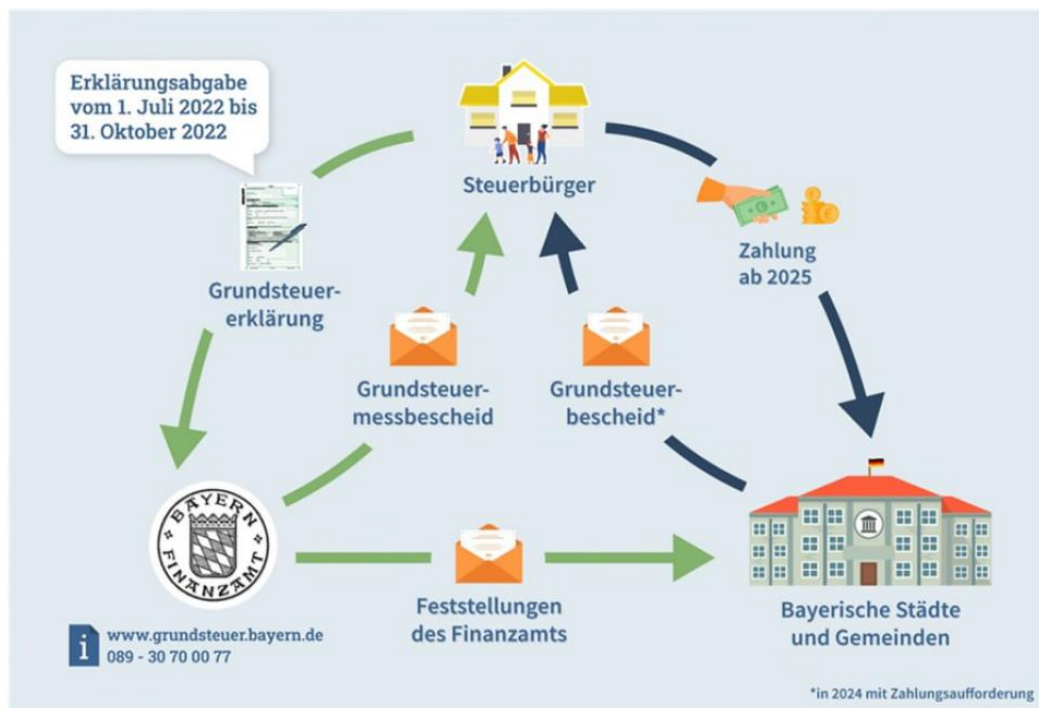 Erklärungsabgabe
vom 1. Juli 2022 bis
31. Oktober 2022
Steuerbürger
Grundsteuer-
erklärung
Zahlung
ab 2025
Grundsteuer-
messbescheid
Grundsteuer-
bescheid*
BAYERN
FINANZAMT
Feststellungen
des Finanzamts
Bayerische Städte
und Gemeinden
i www.grundsteuer.bayern.de
089 - 30 70 00 77
*in 2024 mit Zahlungsaufforderung